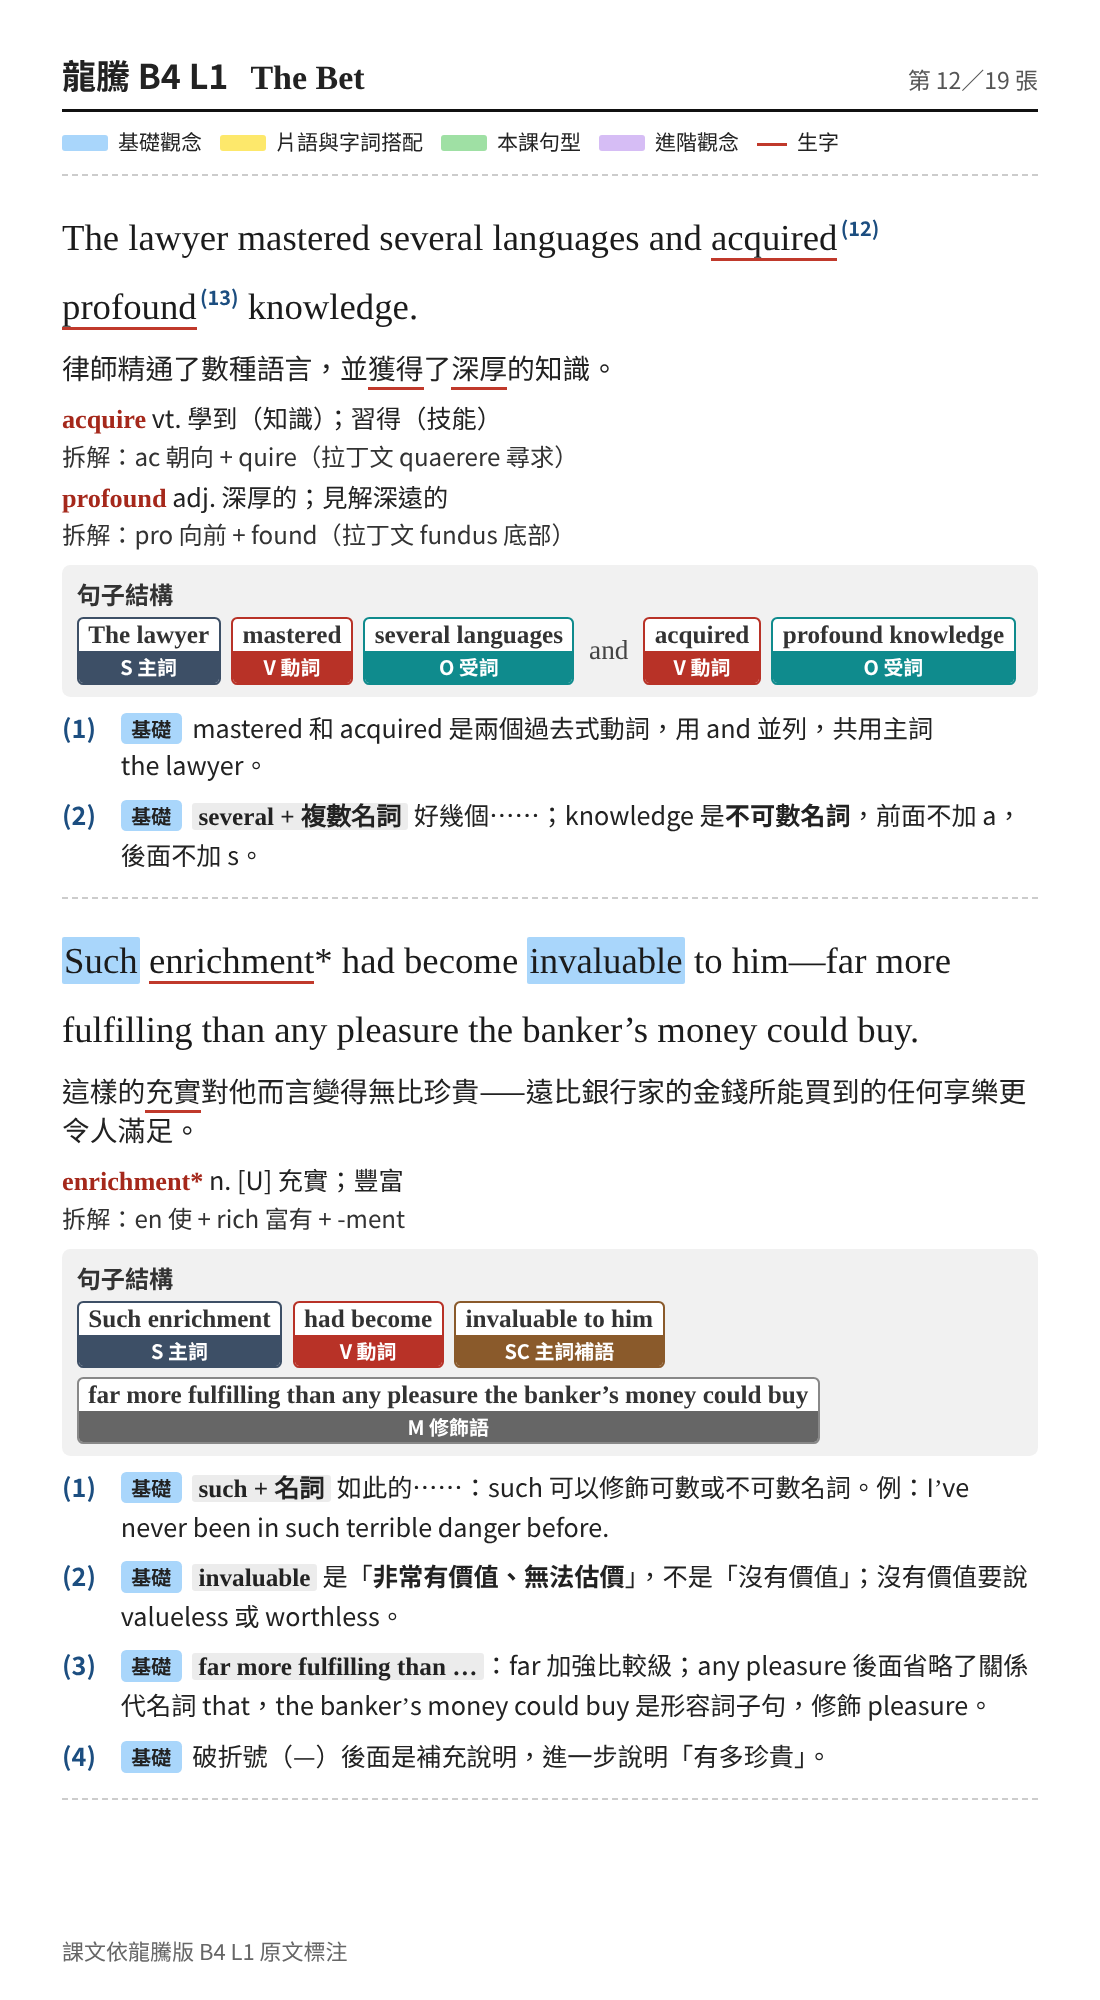 龍騰 B4 L1 The Bet
第 12／19 張
基礎觀念 片語與字詞搭配 本課句型 進階觀念 生字
The lawyer mastered several languages and acquired(12)
profound(13) knowledge.
律師精通了數種語言，並獲得了深厚的知識。
acquire vt. 學到（知識）；習得（技能）
拆解：ac 朝向 + quire（拉丁文 quaerere 尋求）
profound adj. 深厚的；見解深遠的
拆解：pro 向前 + found（拉丁文 fundus 底部）
句子結構
The lawyer mastered several languages and acquired profound knowledge
S 主詞 V 動詞 O 受詞 V 動詞 O 受詞
(1) 基礎 mastered 和 acquired 是兩個過去式動詞，用 and 並列，共用主詞
the lawyer。
(2) 基礎 several + 複數名詞 好幾個……；knowledge 是不可數名詞，前面不加 a，
後面不加 s。
Such enrichment* had become invaluable to him—far more
fulfilling than any pleasure the banker’s money could buy.
這樣的充實對他而言變得無比珍貴——遠比銀行家的金錢所能買到的任何享樂更
令人滿足。
enrichment* n. [U] 充實；豐富
拆解：en 使 + rich 富有 + -ment
句子結構
Such enrichment had become invaluable to him
S 主詞 V 動詞 SC 主詞補語
far more fulfilling than any pleasure the banker’s money could buy
M 修飾語
(1) 基礎 such + 名詞 如此的……：such 可以修飾可數或不可數名詞。例：I’ve
never been in such terrible danger before.
(2) 基礎 invaluable 是「非常有價值、無法估價」，不是「沒有價值」；沒有價值要說
valueless 或 worthless。
(3) 基礎 far more fulfilling than …：far 加強比較級；any pleasure 後面省略了關係
代名詞 that，the banker’s money could buy 是形容詞子句，修飾 pleasure。
(4) 基礎 破折號（—）後面是補充說明，進一步說明「有多珍貴」。
課文依龍騰版 B4 L1 原文標注